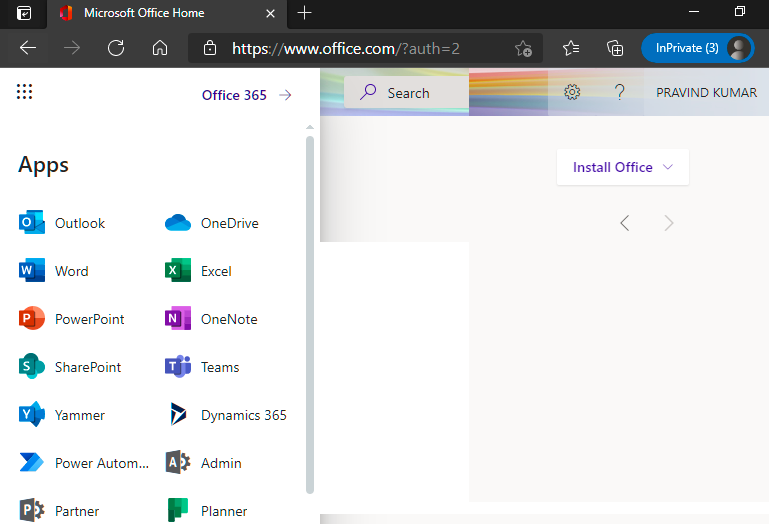 Microsoft Office Home
https://www.office.com/?auth=2
InPrivate (3)
Office 365
Search
PRAVIND KUMAR
Apps
Install Office
Outlook
OneDrive
Word
Excel
PowerPoint
OneNote
SharePoint
Teams
Yammer
Dynamics 365
Power Autom...
Admin
Partner
Planner